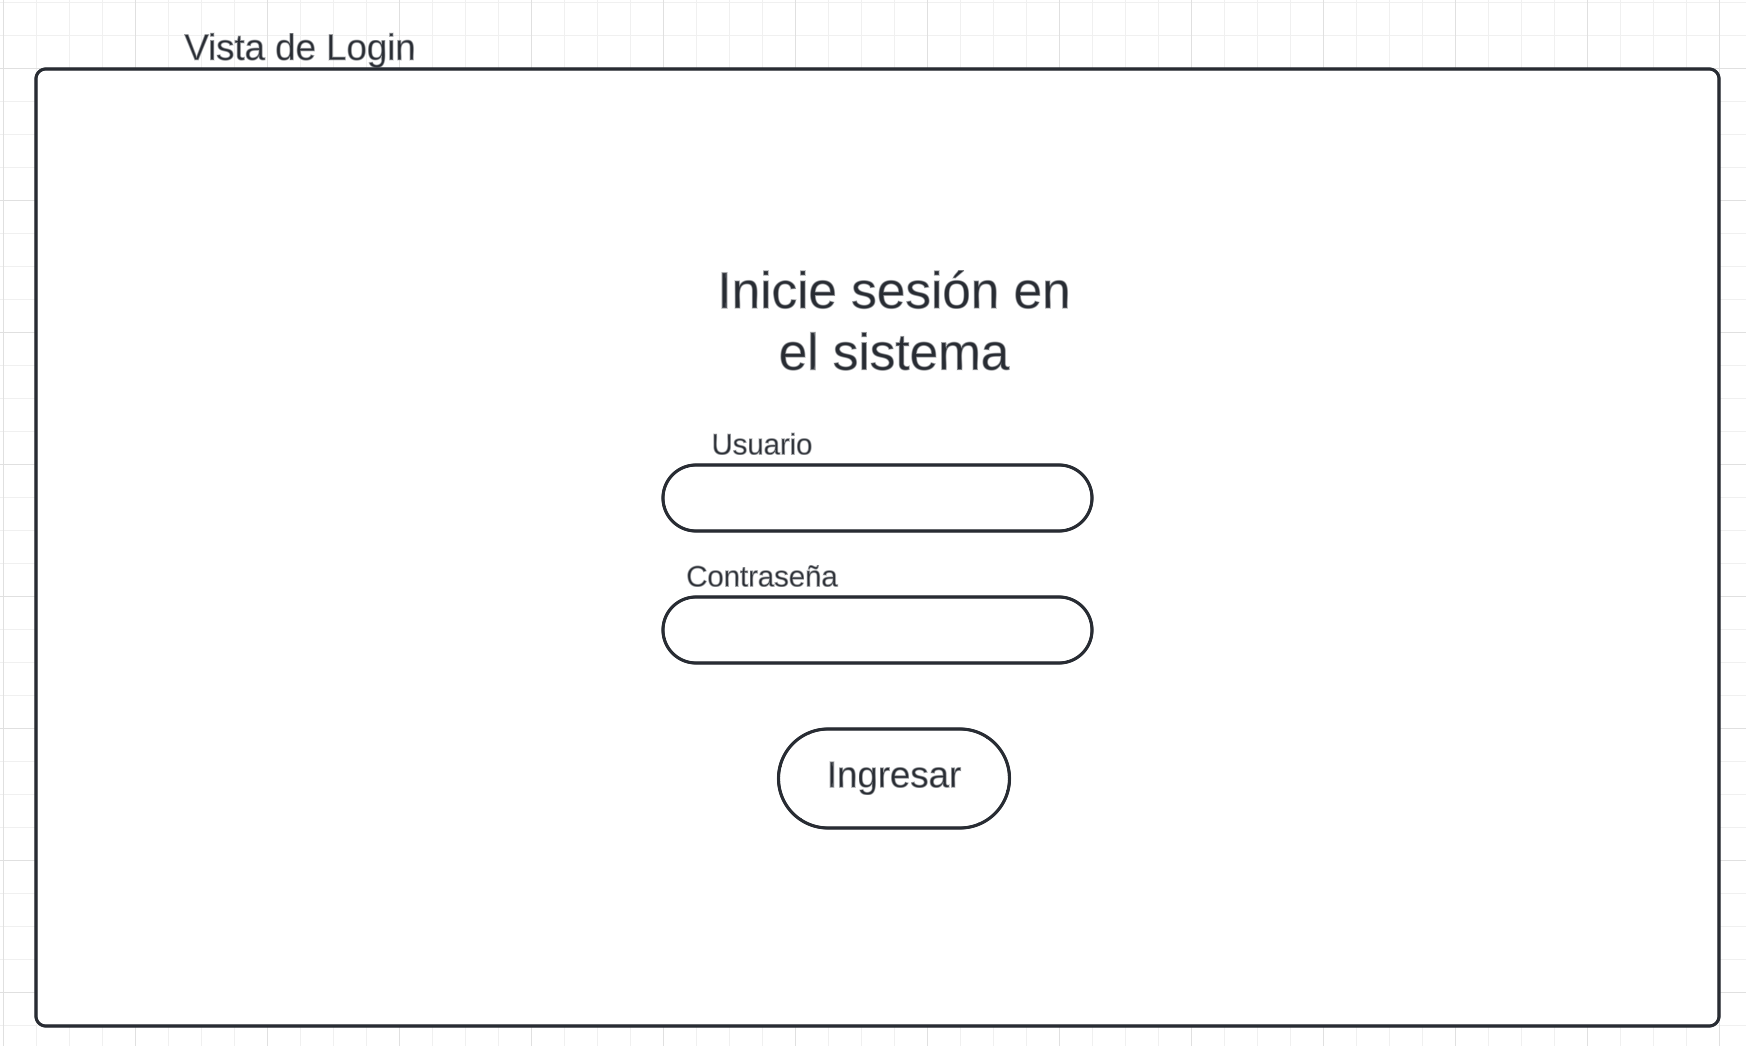 Vista de Login
Inicie sesión en
el sistema
Usuario
Contraseña
Ingresar